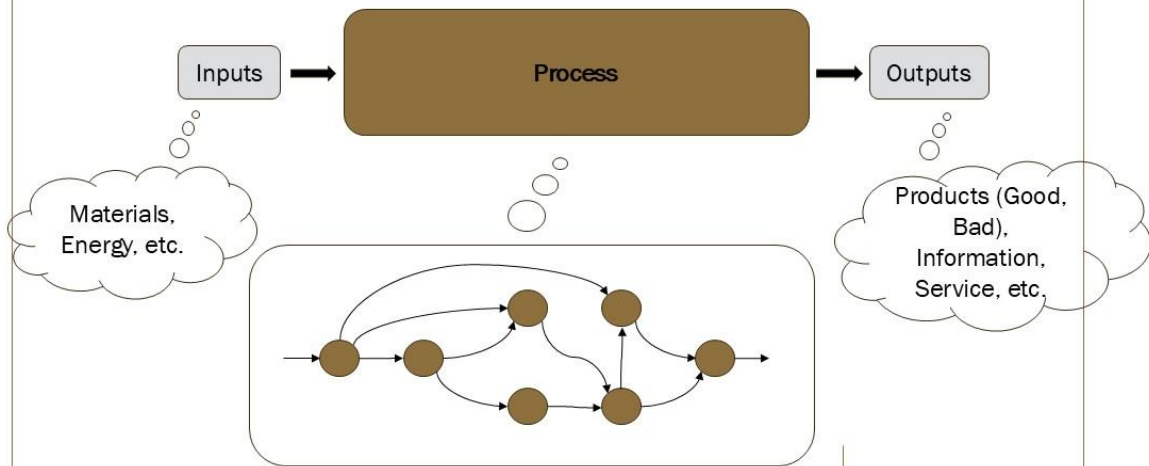 Inputs
Process
Outputs
Materials,
Energy, etc.
Products (Good,
Bad),
Information,
Service, etc.